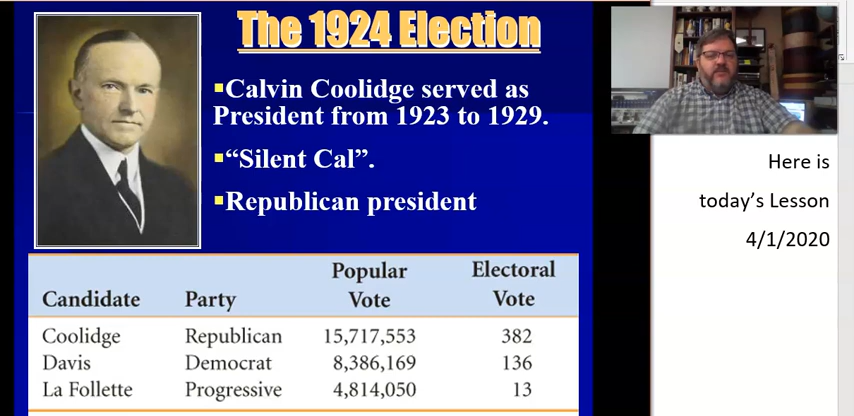 The 1924 Election
▪Calvin Coolidge served as
President from 1923 to 1929.
▪“Silent Cal”.
▪Republican president
Here is
today’s Lesson
4/1/2020
Popular Electoral
Candidate Party Vote Vote
Coolidge Republican 15,717,553 382
Davis Democrat 8,386,169 136
La Follette Progressive 4,814,050 13